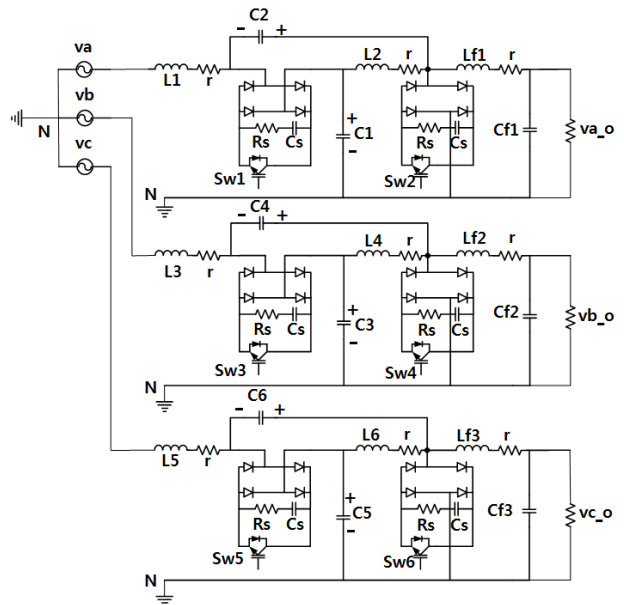 C2
va
- +
L2 r Lf1 r
L1 r
vb
+
Rs Cs C1 Rs Cs Cf1 va_o
N
vc
-
Sw1 Sw2
N
C4
- +
L4 r Lf2 r
L3 r
+
Rs Cs C3 Rs Cs Cf2 vb_o
-
Sw3 Sw4
N
C6
- +
L6 r Lf3 r
L5 r
+
Rs Cs C5 Rs Cs Cf3 vc_o
-
Sw5 Sw6
N